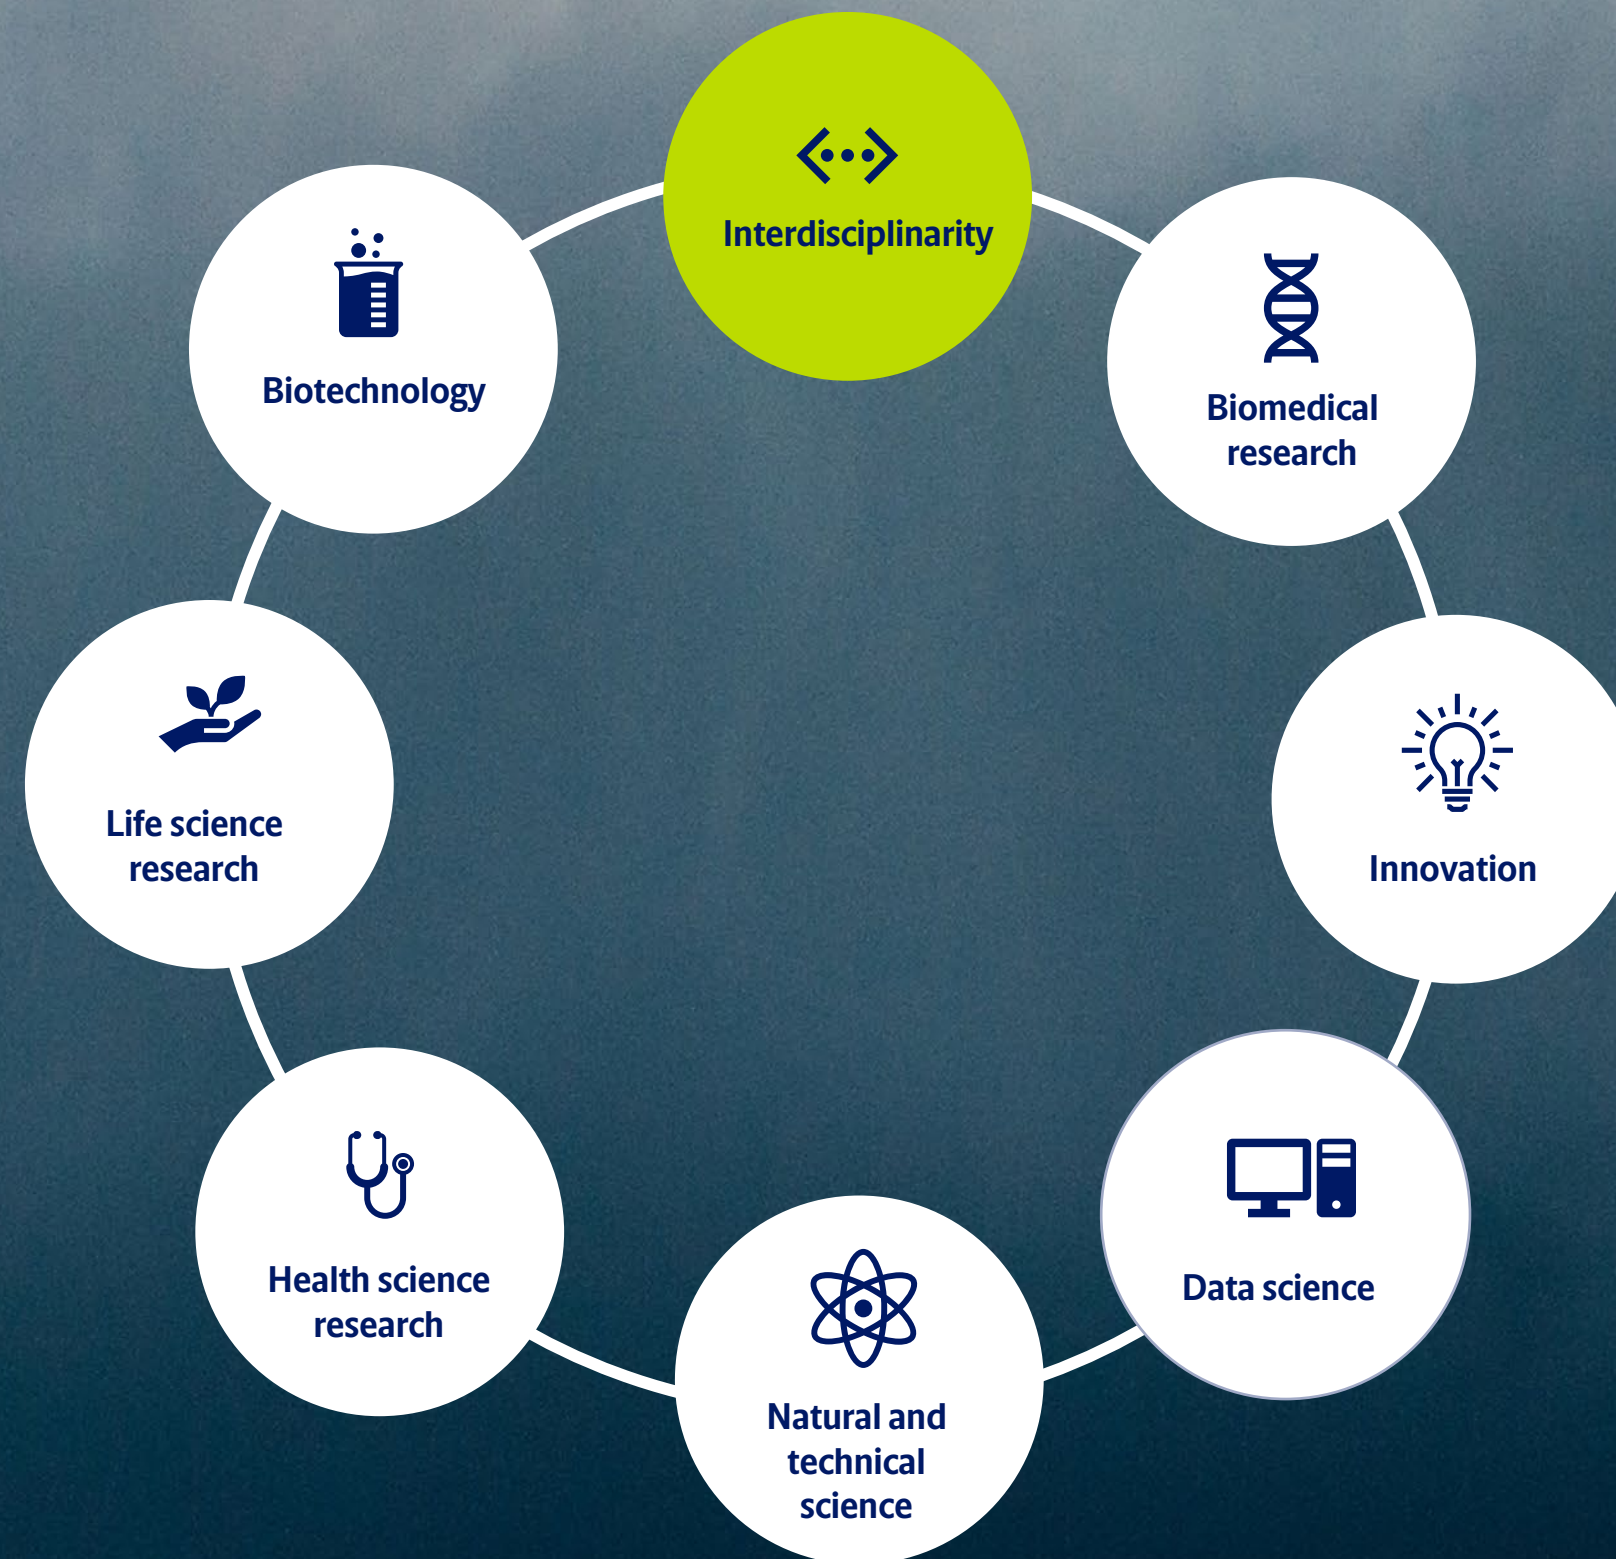 Interdisciplinarity
Biotechnology
Biomedical
research
Life science
research
Innovation
Health science
research
Data science
Natural and
technical
science